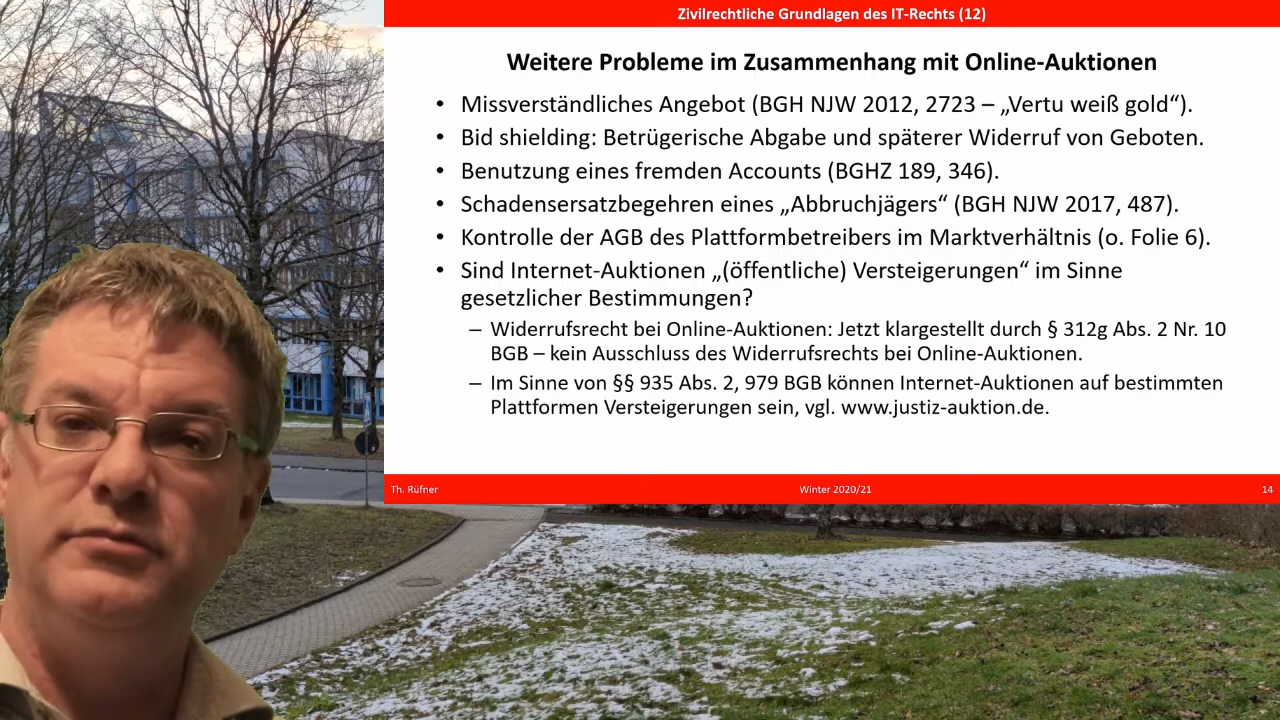 Zivilrechtliche Grundlagen des IT-Rechts (12)
Weitere Probleme im Zusammenhang mit Online-Auktionen
• Missverständliches Angebot (BGH NJW 2012, 2723 – „Vertu weiß gold“).
• Bid shielding: Betrügerische Abgabe und späterer Widerruf von Geboten.
• Benutzung eines fremden Accounts (BGHZ 189, 346).
• Schadensersatzbegehren eines „Abbruchjägers“ (BGH NJW 2017, 487).
• Kontrolle der AGB des Plattformbetreibers im Marktverhältnis (o. Folie 6).
• Sind Internet-Auktionen „(öffentliche) Versteigerungen“ im Sinne
gesetzlicher Bestimmungen?
– Widerrufsrecht bei Online-Auktionen: Jetzt klargestellt durch § 312g Abs. 2 Nr. 10
BGB – kein Ausschluss des Widerrufsrechts bei Online-Auktionen.
– Im Sinne von §§ 935 Abs. 2, 979 BGB können Internet-Auktionen auf bestimmten
Plattformen Versteigerungen sein, vgl. www.justiz-auktion.de.
Th. Rüfner
Winter 2020/21
14